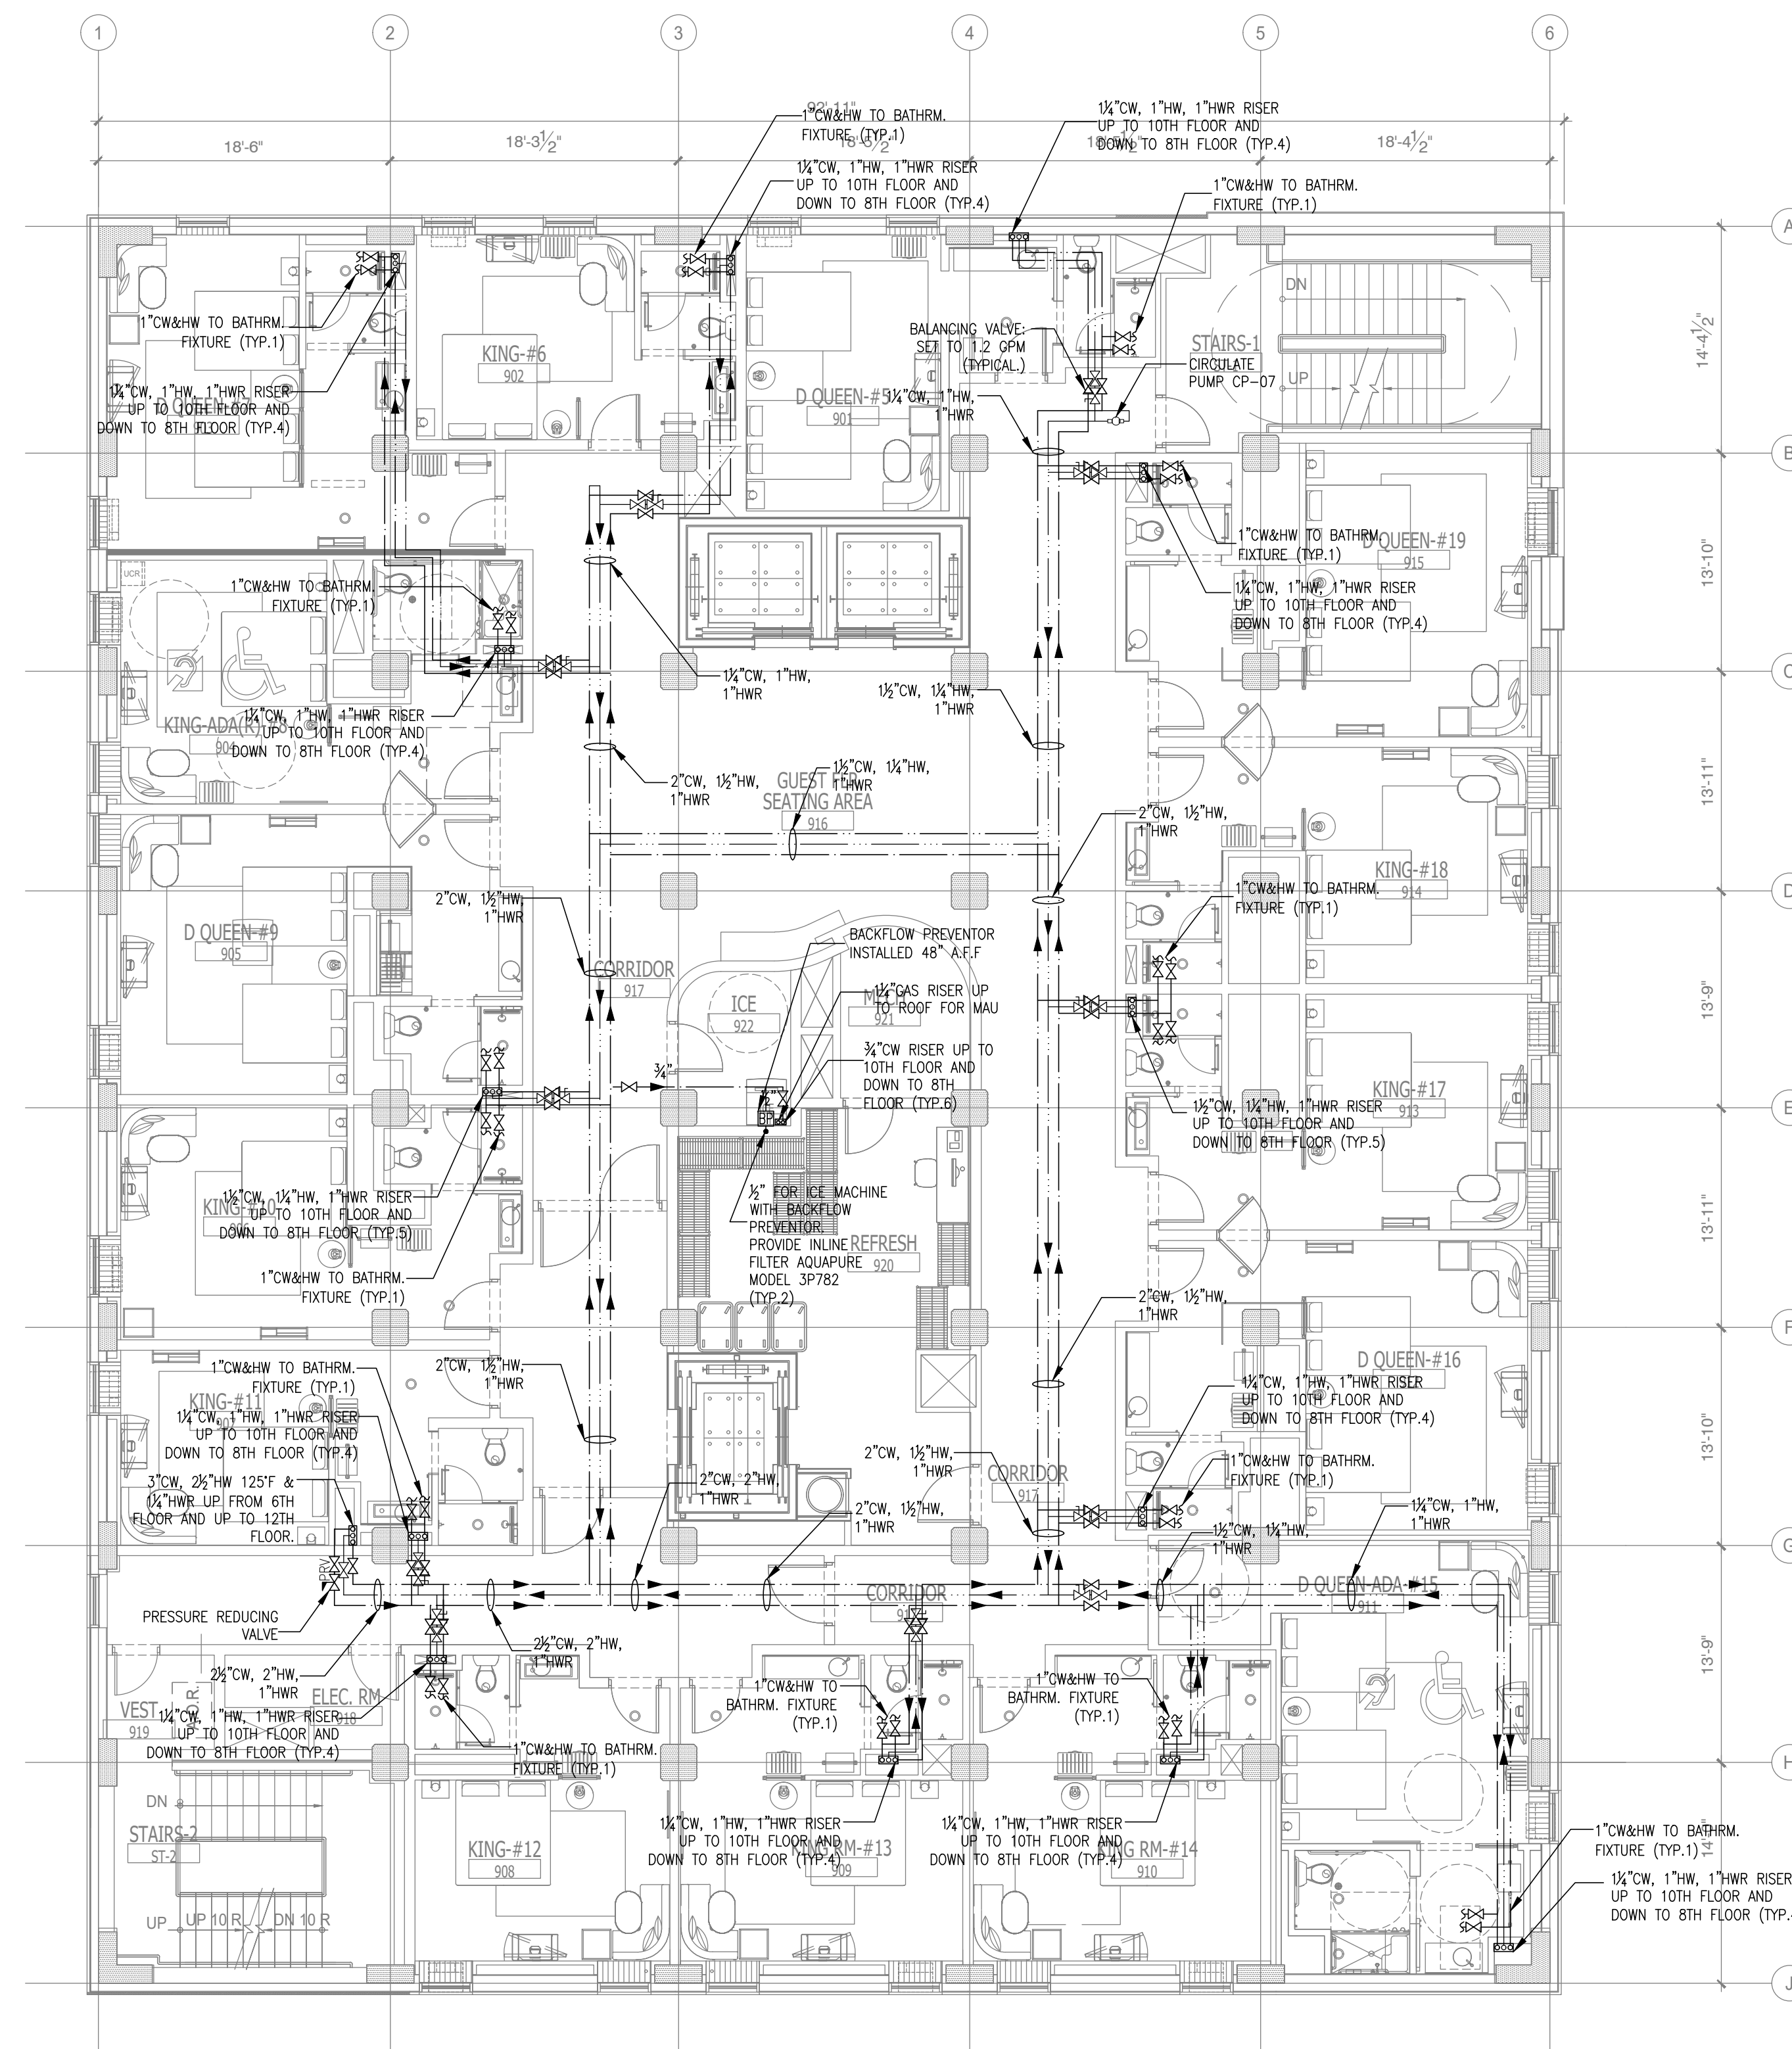 1
2
3
4
5
6
92'-11"
18'-6"
18'-3½"
18'-5½"
18'-5½"
18'-4½"
1"CW&HW TO BATHRM.
FIXTURE (TYP.1)
1¼"CW, 1"HW, 1"HWR RISER
UP TO 10TH FLOOR AND
DOWN TO 8TH FLOOR (TYP.4)
1¼"CW, 1"HW, 1"HWR RISER
UP TO 10TH FLOOR AND
DOWN TO 8TH FLOOR (TYP.4)
1"CW&HW TO BATHRM.
FIXTURE (TYP.1)
A
1"CW&HW TO BATHRM.
FIXTURE (TYP.1)
1¼"CW, 1"HW, 1"HWR RISER
UP TO 10TH FLOOR AND
DOWN TO 8TH FLOOR (TYP.4)
D QUEEN-#7
KING-#6
902
D QUEEN-#5
901
BALANCING VALVE:
SET TO 1.2 GPM
(TYPICAL.)
1¼"CW, 1"HW,
1"HWR
STAIRS-1
CIRCULATE
PUMP CP-07
DN
UP
14'-4½"
B
1"CW&HW TO BATHRM.
FIXTURE (TYP.1)
D QUEEN-#19
915
1¼"CW, 1"HW, 1"HWR RISER
UP TO 10TH FLOOR AND
DOWN TO 8TH FLOOR (TYP.4)
13'-10"
UCR
1"CW&HW TO BATHRM.
FIXTURE (TYP.1)
C
1¼"CW, 1"HW,
1"HWR
1½"CW, 1¼"HW,
1"HWR
KING-ADA(R)-#8
904
1¼"CW, 1"HW, 1"HWR RISER
UP TO 10TH FLOOR AND
DOWN TO 8TH FLOOR (TYP.4)
2"CW, 1½"HW,
1"HWR
1½"CW, 1¼"HW,
1"HWR
GUEST ELEV.
SEATING AREA
916
13'-11"
2"CW, 1½"HW,
1"HWR
KING-#18
914
1"CW&HW TO BATHRM.
FIXTURE (TYP.1)
D
D QUEEN-#9
905
2"CW, 1½"HW,
1"HWR
CORRIDOR
917
BACKFLOW PREVENTOR
INSTALLED 48" A.F.F
ICE
922
MECH
921
1¼"GAS RISER UP
TO ROOF FOR MAU
¾"CW RISER UP TO
10TH FLOOR AND
DOWN TO 8TH
FLOOR (TYP.6)
¾"
½"
13'-9"
KING-#17
913
1½"CW, 1¼"HW, 1"HWR RISER
UP TO 10TH FLOOR AND
DOWN TO 8TH FLOOR (TYP.5)
E
KING-#10
906
1½"CW, 1¼"HW, 1"HWR RISER
UP TO 10TH FLOOR AND
DOWN TO 8TH FLOOR (TYP.5)
1"CW&HW TO BATHRM.
FIXTURE (TYP.1)
½" FOR ICE MACHINE
WITH BACKFLOW
PREVENTOR.
PROVIDE INLINE
FILTER AQUAPURE
MODEL 3P782
(TYP.2)
REFRESH
920
13'-11"
2"CW, 1½"HW,
1"HWR
F
1"CW&HW TO BATHRM.
FIXTURE (TYP.1)
2"CW, 1½"HW,
1"HWR
KING-#11
1¼"CW, 1"HW, 1"HWR RISER
UP TO 10TH FLOOR AND
DOWN TO 8TH FLOOR (TYP.4)
D QUEEN-#16
1¼"CW, 1"HW, 1"HWR RISER
UP TO 10TH FLOOR AND
DOWN TO 8TH FLOOR (TYP.4)
13'-10"
3"CW, 2½"HW 125°F &
1¼"HWR UP FROM 6TH
FLOOR AND UP TO 12TH
FLOOR.
2"CW, 2"HW,
1"HWR
2"CW, 1½"HW,
1"HWR
2"CW, 1½"HW,
1"HWR
CORRIDOR
917
1"CW&HW TO BATHRM.
FIXTURE (TYP.1)
1½"CW, 1¼"HW,
1"HWR
1¼"CW, 1"HW,
1"HWR
G
PRV
PRESSURE REDUCING
VALVE
2½"CW, 2"HW,
1"HWR
2½"CW, 2"HW,
1"HWR
CORRIDOR
D QUEEN-ADA-#15
911
13'-9"
VEST
919
A.O.R.
ELEC. RM
918
1¼"CW, 1"HW, 1"HWR RISER
UP TO 10TH FLOOR AND
DOWN TO 8TH FLOOR (TYP.4)
1"CW&HW TO BATHRM.
FIXTURE (TYP.1)
1"CW&HW TO
BATHRM. FIXTURE
(TYP.1)
1"CW&HW TO
BATHRM. FIXTURE
(TYP.1)
H
DN
STAIRS-2
ST-2
UP
UP 10 R
DN 10 R
KING-#12
908
1¼"CW, 1"HW, 1"HWR RISER
UP TO 10TH FLOOR AND
DOWN TO 8TH FLOOR (TYP.4)
KING RM-#13
909
1¼"CW, 1"HW, 1"HWR RISER
UP TO 10TH FLOOR AND
DOWN TO 8TH FLOOR (TYP.4)
KING RM-#14
910
1"CW&HW TO BATHRM.
FIXTURE (TYP.1)
1¼"CW, 1"HW, 1"HWR RISER
UP TO 10TH FLOOR AND
DOWN TO 8TH FLOOR (TYP.
J